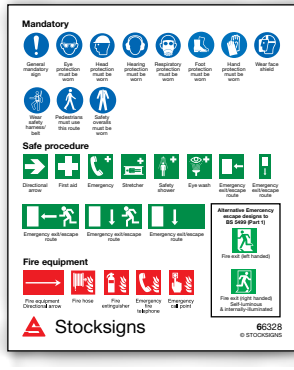 Mandatory
General mandatory sign
Eye protection must be worn
Head protection must be worn
Hearing protection must be worn
Respiratory protection must be worn
Foot protection must be worn
Hand protection must be worn
Wear face shield
Wear safety harness/ belt
Pedestrians must use this route
Safety overalls must be worn
Safe procedure
Directional arrow
First aid
Emergency
Stretcher
Safety shower
Eye wash
Emergency exit/escape route
Emergency exit/escape route
Emergency exit/escape route
Emergency exit/escape route
Emergency exit/escape route
Alternative Emercency escape designs to BS 5499 (Part 1)
Fire exit (left handed)
Fire exit (right handed)
Self-luminous & internally-illuminated
Fire equipment
Fire equipment Directional arrow
Fire hose
Fire extinguisher
Emergency fire telephone
Emergency call point
Stocksigns
66328
© STOCKSIGNS